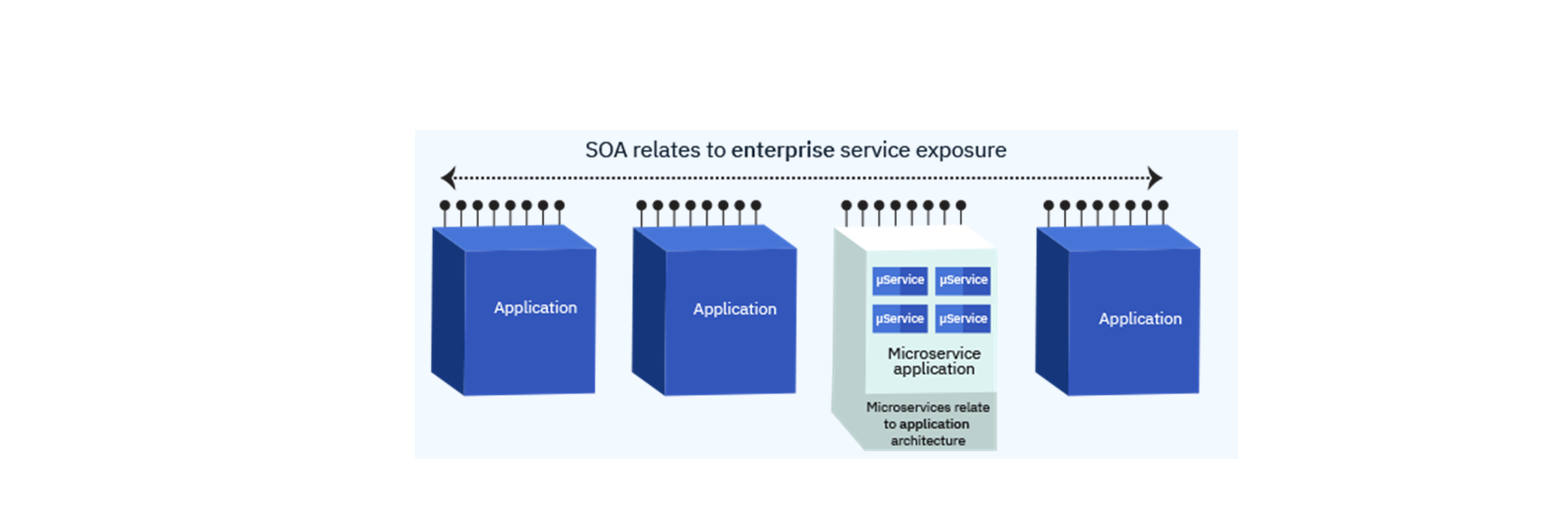 SOA relates to enterprise service exposure
Application
Application
µService µService
µService µService
Microservice
application
Microservices relate
to application
architecture
Application